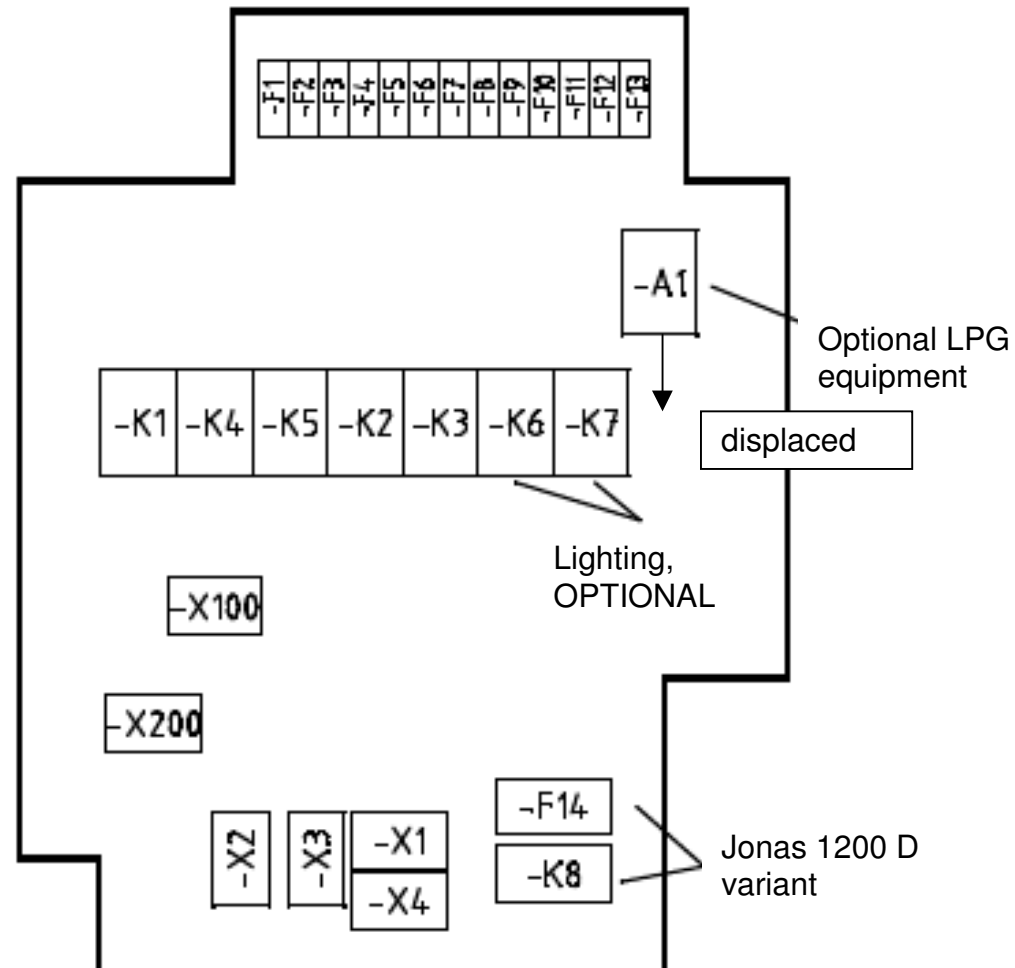 -F1 -F2 -F3 -F4 -F5 -F6 -F7 -F8 -F9 -F10 -F11 -F12 -F13
-A1
Optional LPG
equipment
-K1 -K4 -K5 -K2 -K3 -K6 -K7
displaced
Lighting,
OPTIONAL
-X100
-X200
-F14
-X2 -X3 -X1
-K8
-X4
Jonas 1200 D
variant